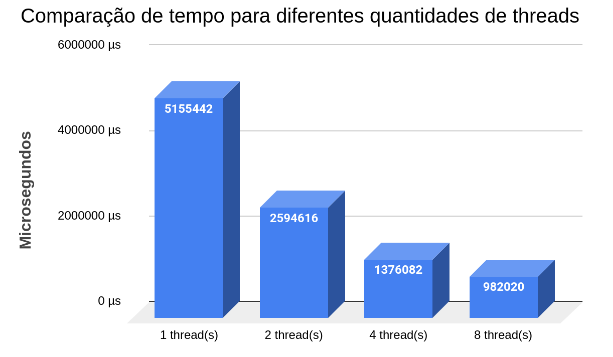 Comparação de tempo para diferentes quantidades de threads
6000000 µs
4000000 µs
2000000 µs
0 µs
Microsegundos
5155442
2594616
1376082
982020
1 thread(s)
2 thread(s)
4 thread(s)
8 thread(s)